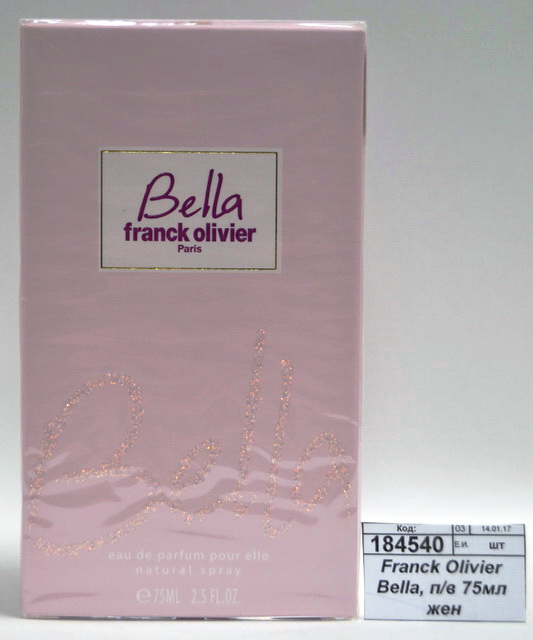 Bella
franck olivier
Paris
Bella
eau de parfum pour elle
natural spray
℮75ML 2.5 FL.OZ.
Код: 03 14.01.17
184540 Е.И. шт
Franck Olivier
Bella, п/в 75мл
жен